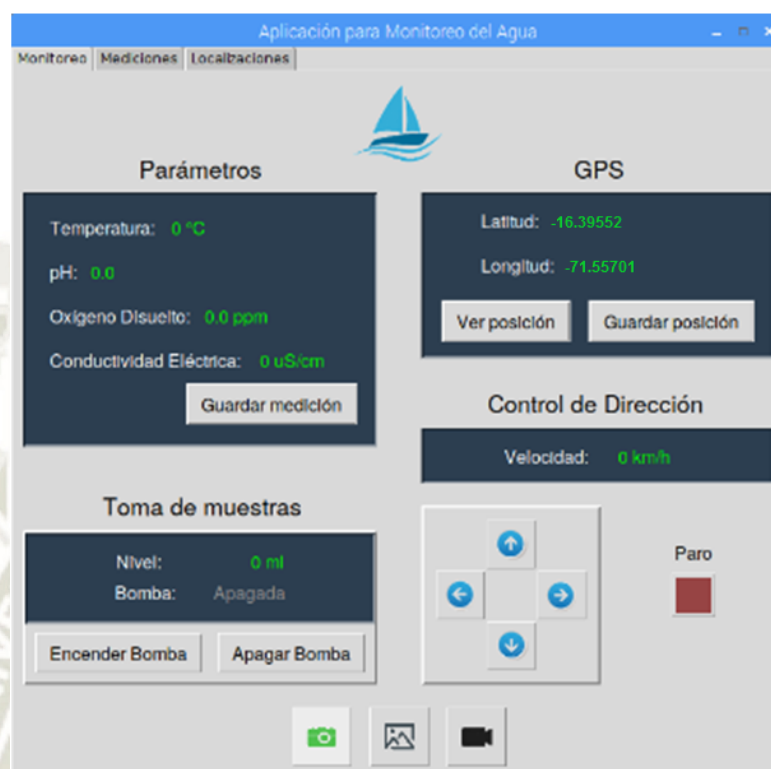 Aplicación para Monitoreo del Agua
Monitoreo Mediciones Localizaciones
Parámetros
Temperatura: 0 °C
pH: 0.0
Oxígeno Disuelto: 0.0 ppm
Conductividad Eléctrica: 0 uS/cm
Guardar medición
GPS
Latitud: -16.39552
Longitud: -71.55701
Ver posición Guardar posición
Control de Dirección
Velocidad: 0 km/h
Toma de muestras
Nivel: 0 ml
Bomba: Apagada
Encender Bomba Apagar Bomba
Paro